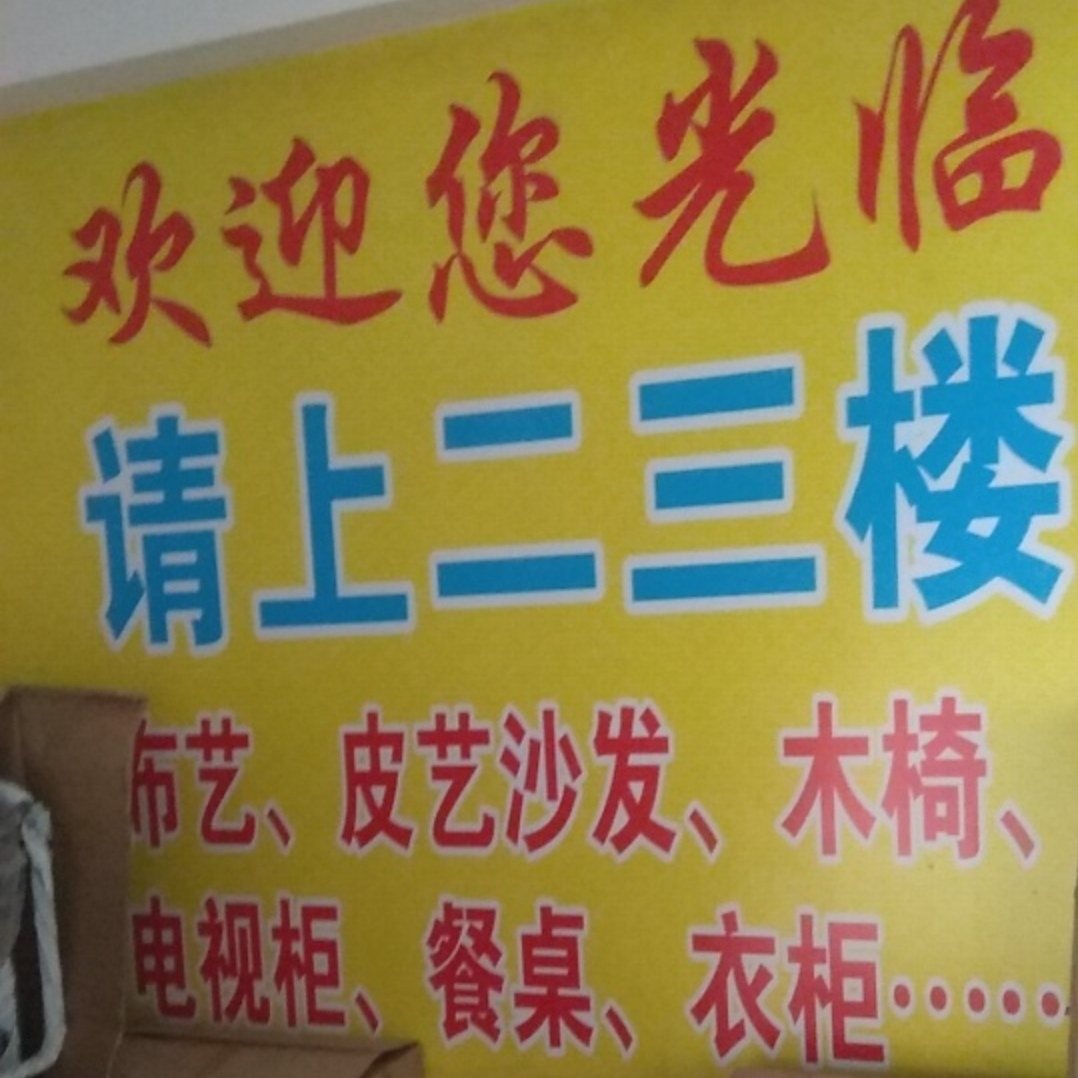 欢迎您光临
请上二三楼
布艺、皮艺沙发、木椅、
电视柜、餐桌、衣柜……